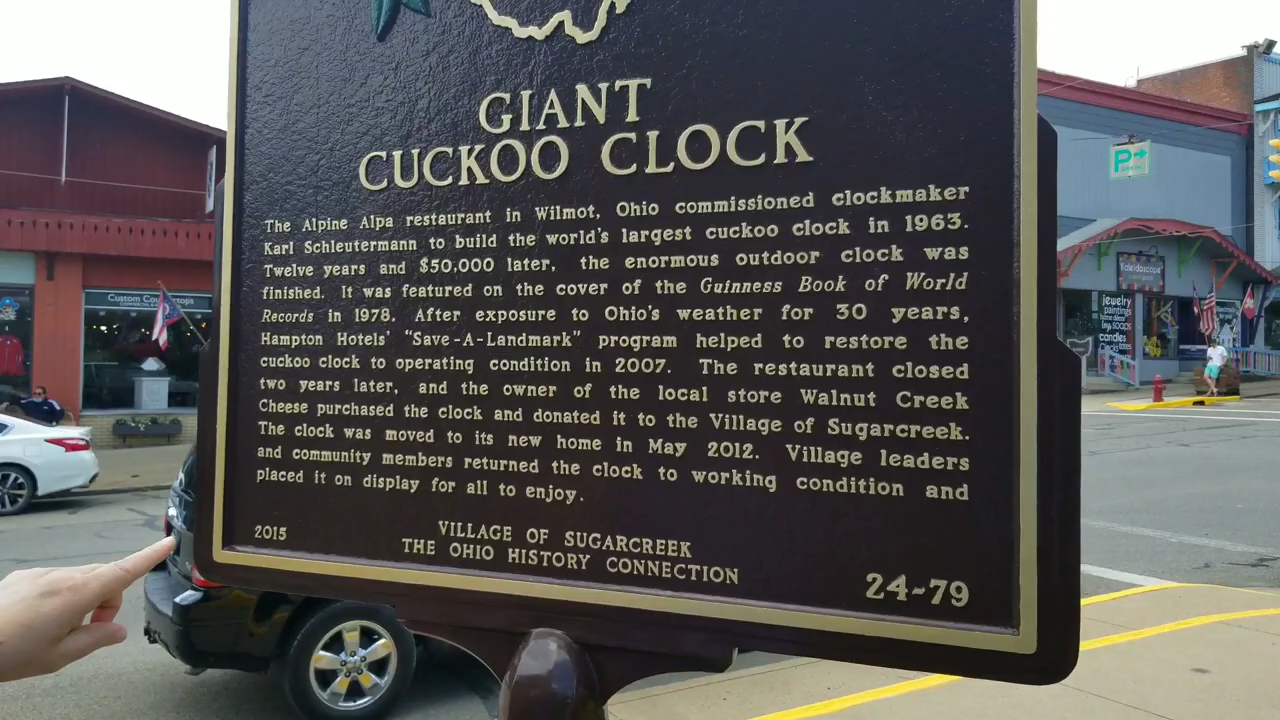 GIANT
CUCKOO CLOCK
The Alpine Alpa restaurant in Wilmot, Ohio commissioned clockmaker
Karl Schleutermann to build the world's largest cuckoo clock in 1963.
Twelve years and $50,000 later, the enormous outdoor clock was
finished. It was featured on the cover of the Guinness Book of World
Records in 1978. After exposure to Ohio's weather for 30 years,
Hampton Hotels' "Save-A-Landmark" program helped to restore the
cuckoo clock to operating condition in 2007. The restaurant closed
two years later, and the owner of the local store Walnut Creek
Cheese purchased the clock and donated it to the Village of Sugarcreek.
The clock was moved to its new home in May 2012. Village leaders
and community members returned the clock to working condition and
placed it on display for all to enjoy.
2015
VILLAGE OF SUGARCREEK
THE OHIO HISTORY CONNECTION
24-79
Custom Countertops
P
Kaleidoscope
jewelry
paintings
home decor
soaps
candles